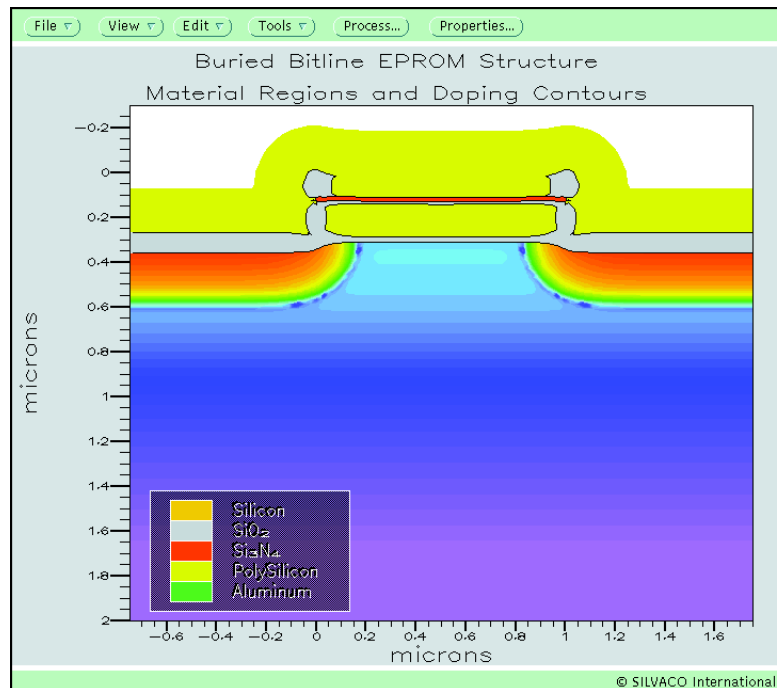 File View Edit Tools Process... Properties...
Buried Bitline EPROM Structure
Material Regions and Doping Contours
-0.2
0
0.2
0.4
0.6
0.8
1
1.2
1.4
1.6
1.8
2
microns
Silicon
SiO₂
Si₃N₄
PolySilicon
Aluminum
-0.6 -0.4 -0.2 0 0.2 0.4 0.6 0.8 1 1.2 1.4 1.6
microns
© SILVACO International